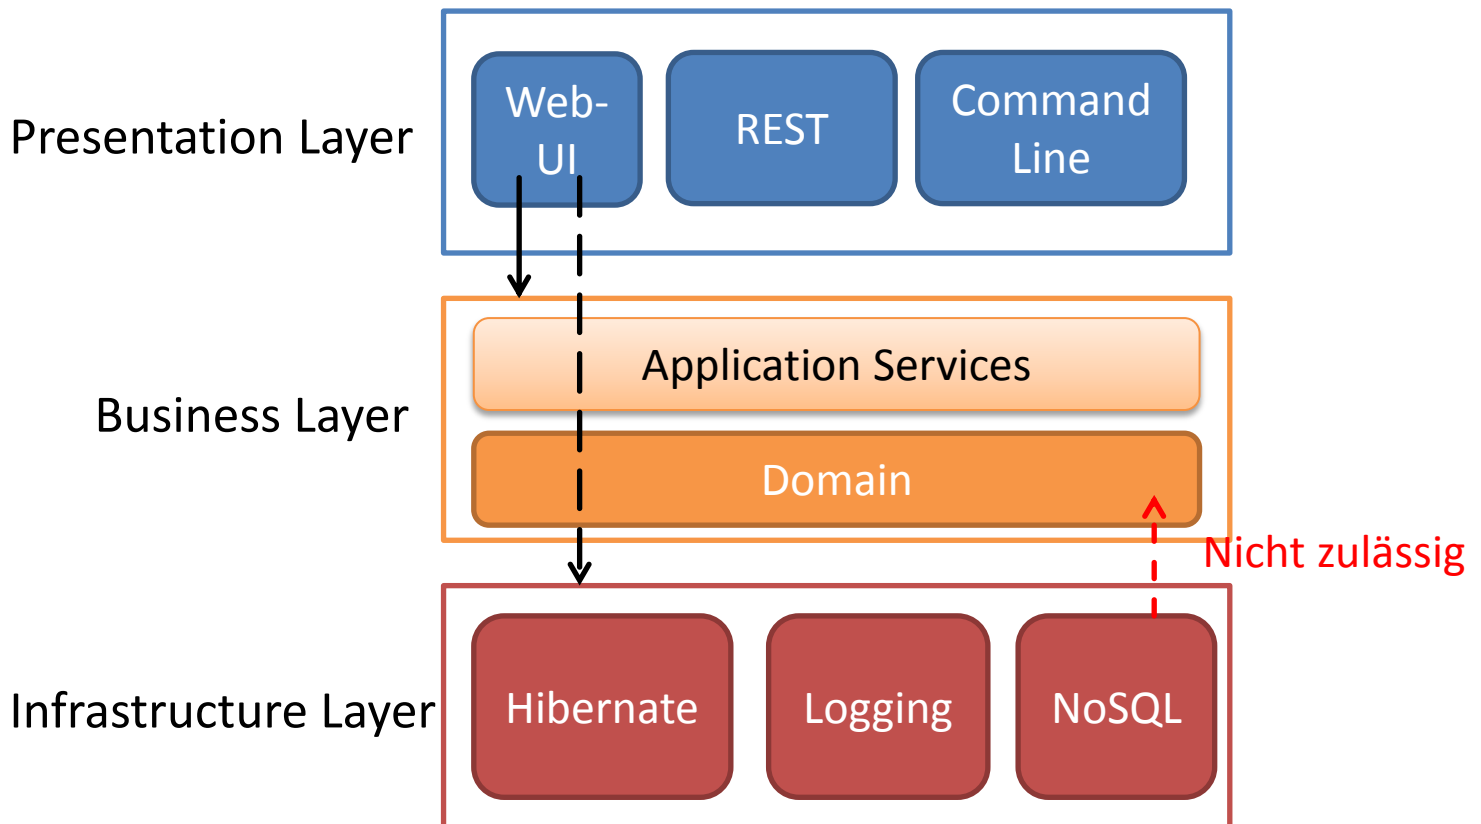 Presentation Layer
Web-
UI
REST
Command
Line
Business Layer
Application Services
Domain
Nicht zulässig
Infrastructure Layer
Hibernate
Logging
NoSQL